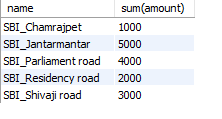 name sum(amount)
SBI_Chamrajpet 1000
SBI_Jantarmantar 5000
SBI_Parliament road 4000
SBI_Residency road 2000
SBI_Shivaji road 3000